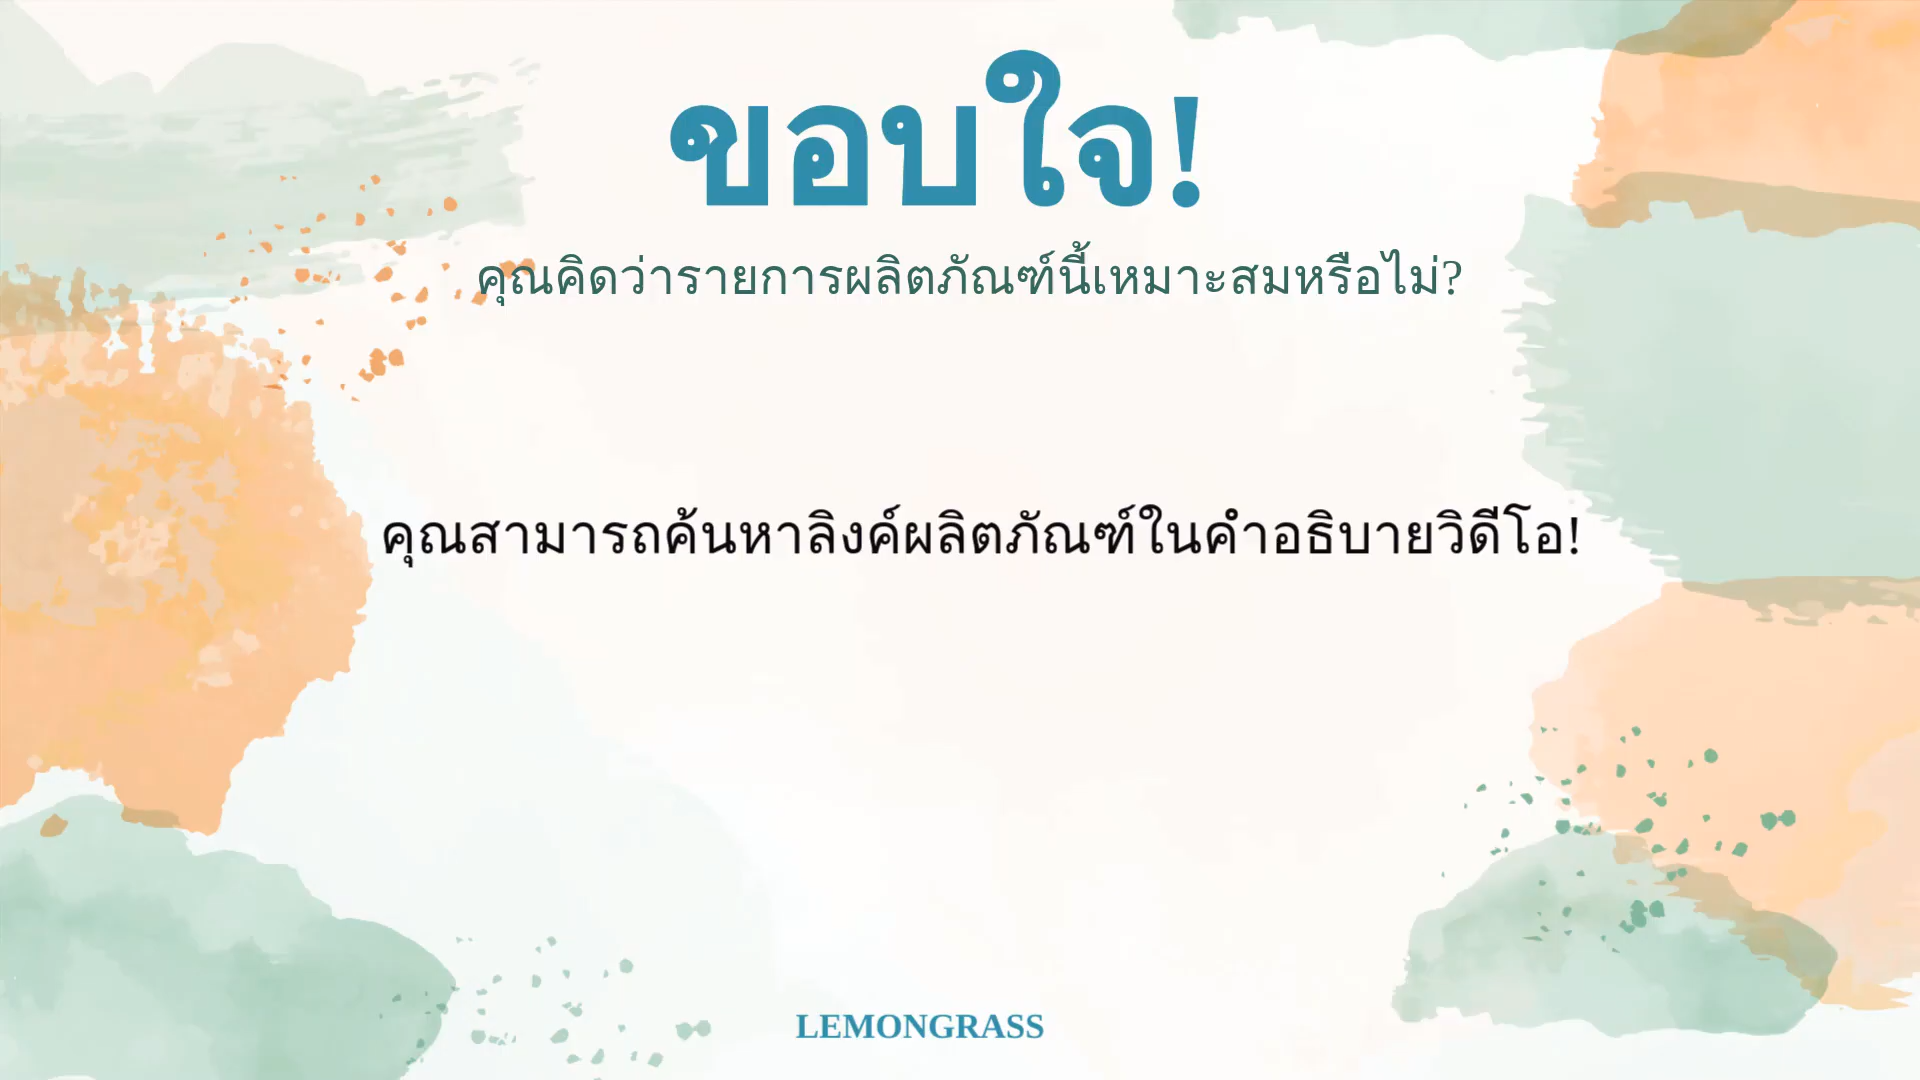 ขอบใจ!
คุณคิดว่ารายการผลิตภัณฑ์นี้เหมาะสมหรือไม่?
คุณสามารถค้นหาลิงค์ผลิตภัณฑ์ในคำอธิบายวิดีโอ!
LEMONGRASS